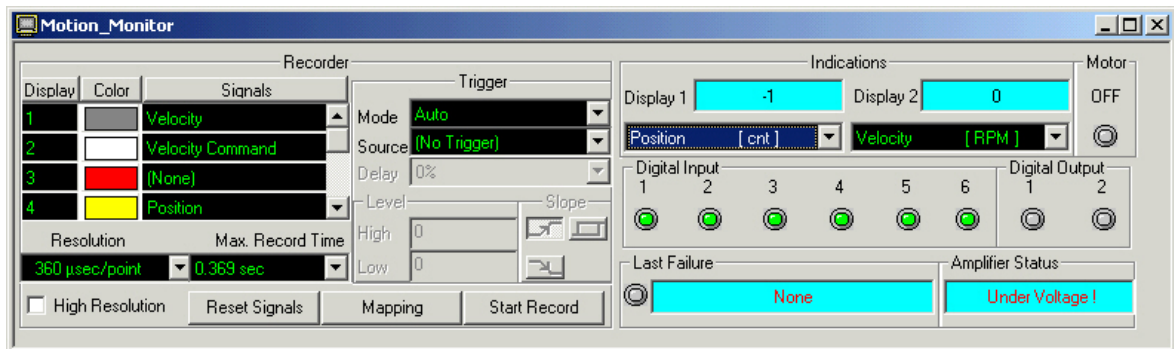 Motion_Monitor
Recorder
Display Color Signals
1 Velocity
2 Velocity Command
3 (None)
4 Position
Resolution Max. Record Time
360 µsec/point 0.369 sec
High Resolution Reset Signals Mapping Start Record
Trigger
Mode Auto
Source (No Trigger)
Delay 0%
Level
High 0
Low 0
Slope
Indications
Display 1 -1 Display 2 0
Position [ cnt ] Velocity [ RPM ]
Motor
OFF
Digital Input
1 2 3 4 5 6
Digital Output
1 2
Last Failure
None
Amplifier Status
Under Voltage !